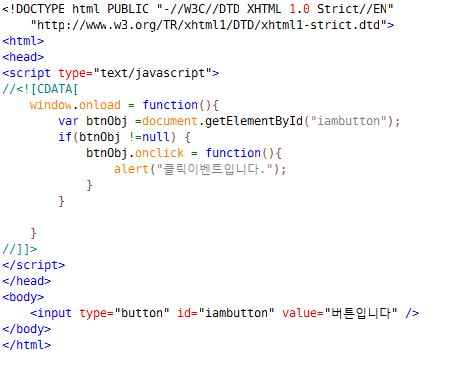 <!DOCTYPE html PUBLIC "-//W3C//DTD XHTML 1.0 Strict//EN"
    "http://www.w3.org/TR/xhtml1/DTD/xhtml1-strict.dtd">
<html>
<head>
<script type="text/javascript">
//<![CDATA[
    window.onload = function(){
        var btnObj =document.getElementById("iambutton");
        if(btnObj !=null) {
            btnObj.onclick = function(){
                alert("클릭이벤트입니다.");
            }
        }

    }
//]]>
</script>
</head>
<body>
    <input type="button" id="iambutton" value="버튼입니다" />
</body>
</html>